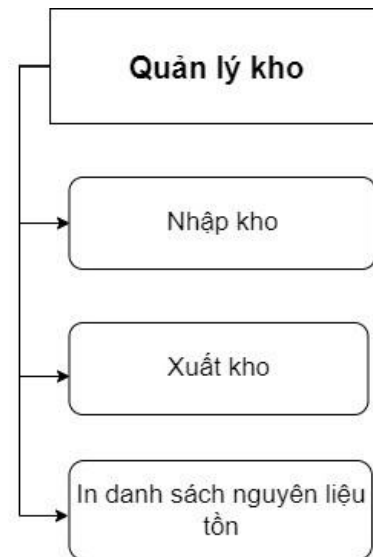 Quản lý kho
Nhập kho
Xuất kho
In danh sách nguyên liệu
tồn